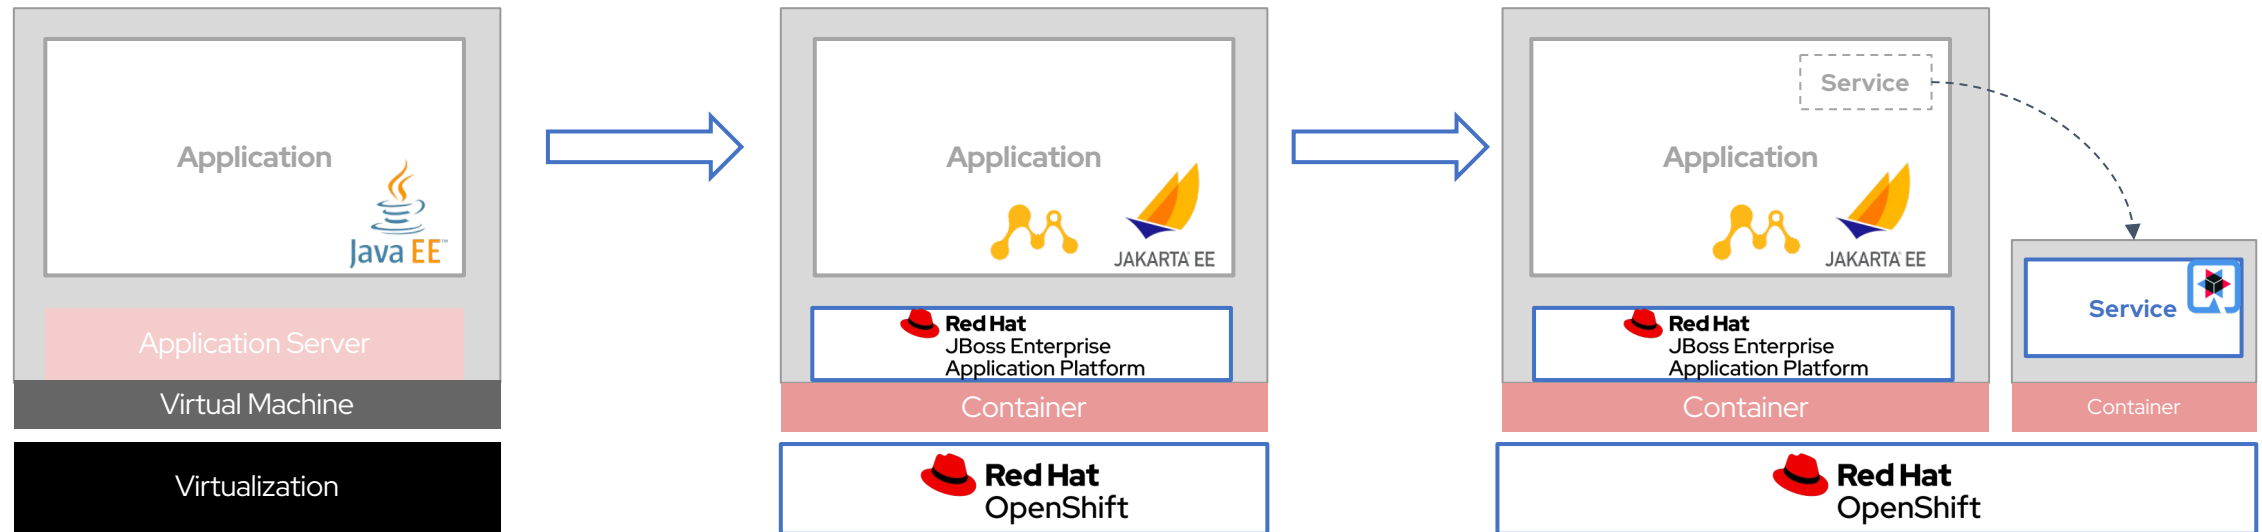 Application
Java EE™
Application Server
Virtual Machine
Virtualization
Application
JAKARTA EE
Red Hat
JBoss Enterprise
Application Platform
Container
Red Hat
OpenShift
Service
Application
JAKARTA EE
Red Hat
JBoss Enterprise
Application Platform
Container
Service
Container
Red Hat
OpenShift